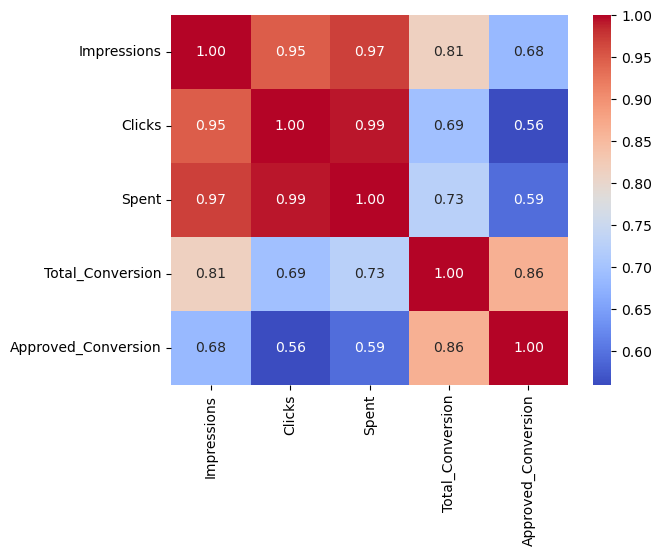 Impressions 1.00 0.95 0.97 0.81 0.68
Clicks 0.95 1.00 0.99 0.69 0.56
Spent 0.97 0.99 1.00 0.73 0.59
Total_Conversion 0.81 0.69 0.73 1.00 0.86
Approved_Conversion 0.68 0.56 0.59 0.86 1.00
Impressions
Clicks
Spent
Total_Conversion
Approved_Conversion
1.00
0.95
0.90
0.85
0.80
0.75
0.70
0.65
0.60